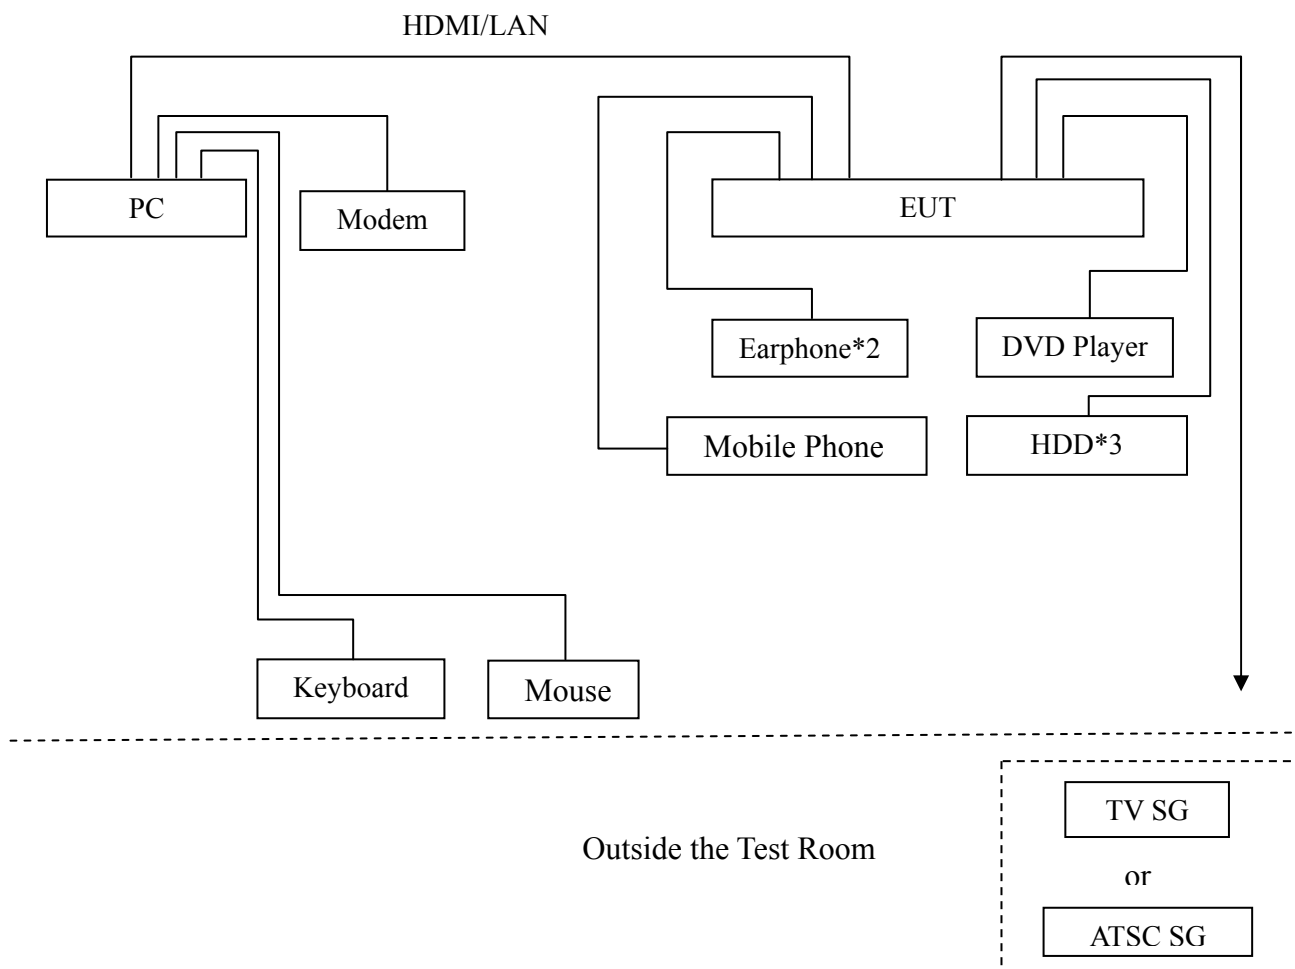 HDMI/LAN
PC
Modem
EUT
Earphone*2
DVD Player
Mobile Phone
HDD*3
Keyboard
Mouse
Outside the Test Room
TV SG
or
ATSC SG